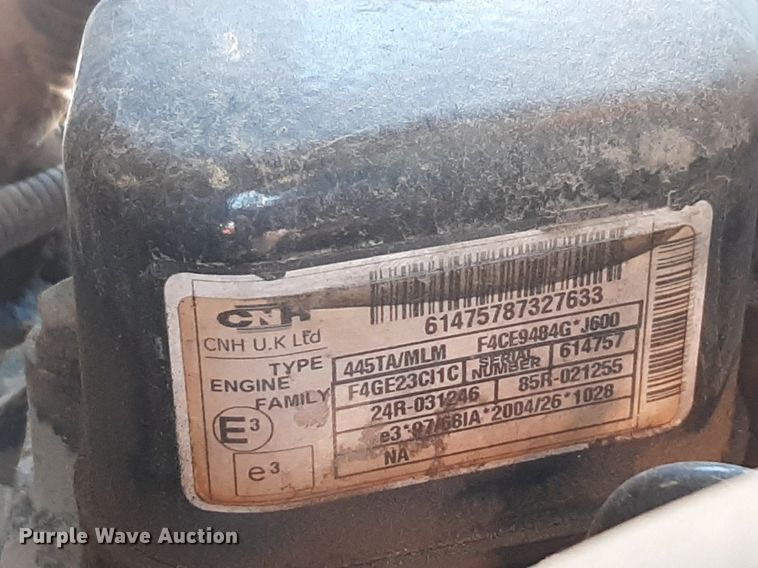 61475787327633
CNH
CNH U.K Ltd
TYPE 445TA/MLM F4CE9484G*J600
ENGINE FAMILY F4GE23CI1C SERIAL NUMBER 614757
24R-031246 85R-021255
E3 e3*97/68IA*2004/26*1028
e3 NA
Purple Wave Auction